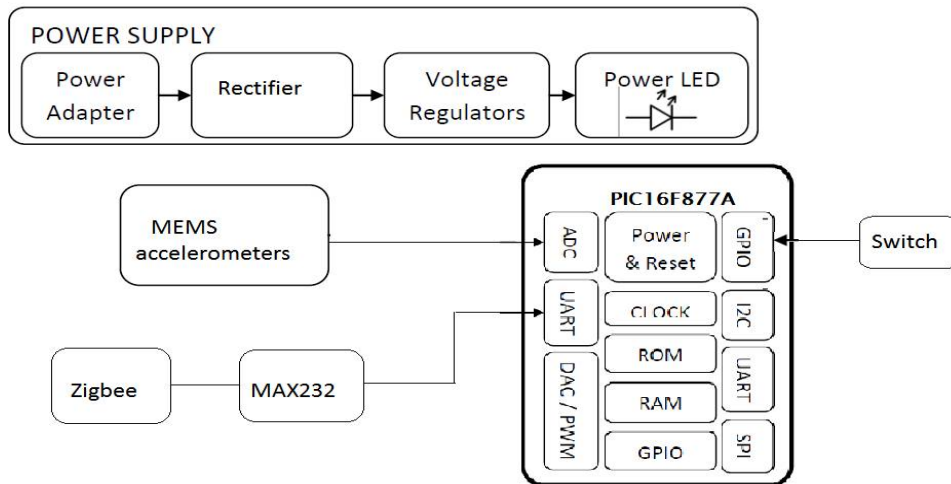 POWER SUPPLY
Power
Adapter
Rectifier
Voltage
Regulators
Power LED
MEMS
accelerometers
PIC16F877A
ADC
UART
DAC / PWM
Power
& Reset
CLOCK
ROM
RAM
GPIO
GPIO
I2C
UART
SPI
Switch
Zigbee
MAX232